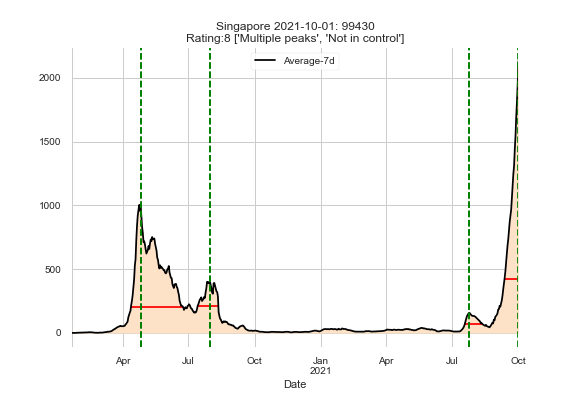 Singapore 2021-10-01: 99430
Rating:8 ['Multiple peaks', 'Not in control']
Average-7d
2000
1500
1000
500
0
Apr Jul Oct Jan Apr Jul Oct
2021
Date